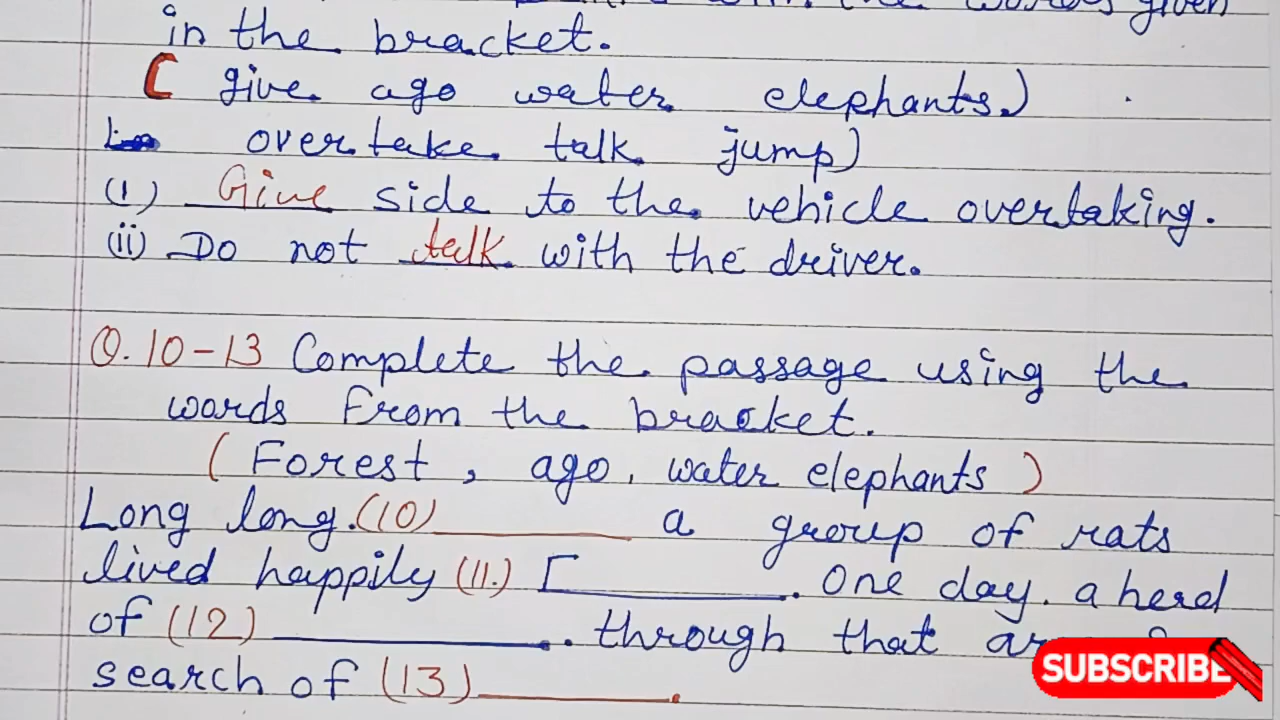 the words given
in the bracket.
( give ago water elephants.)
overtake talk jump)
(i) Give side to the vehicle overtaking.
(ii) Do not talk with the driver.
Q.10-13 Complete the passage using the
words From the bracket.
(Forest, ago, water elephants)
Long long.(10)________ a group of rats
lived happily (11.) [________. One day. a herd
of (12)________. through that
search of (13)________.
SUBSCRIBE